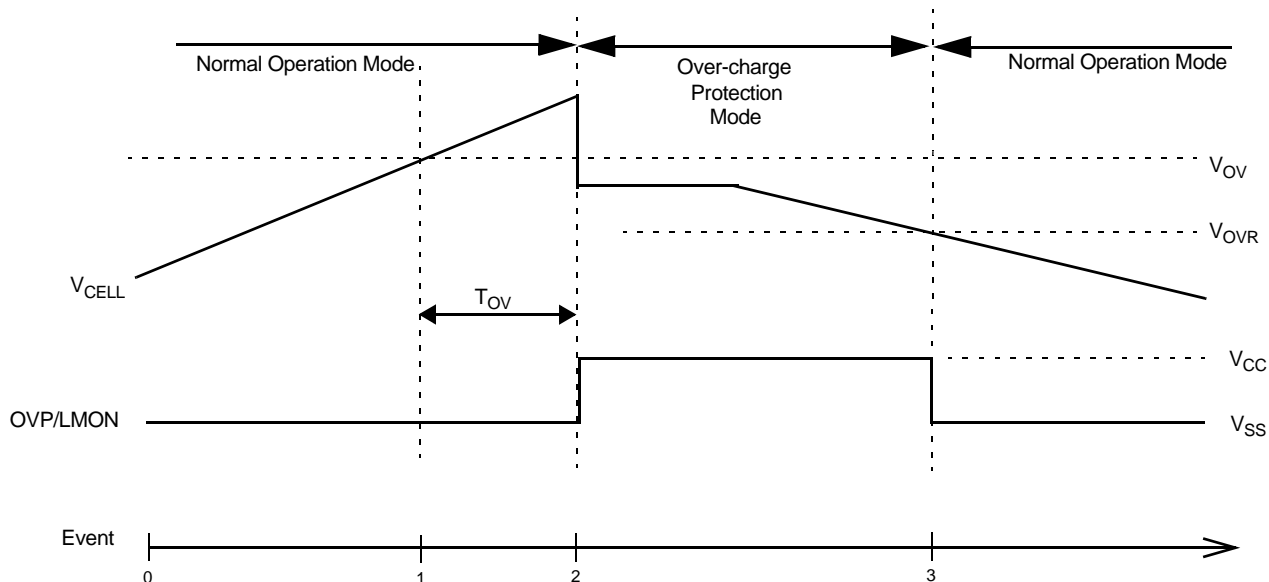 Normal Operation Mode
Over-charge
Protection
Mode
Normal Operation Mode
V_OV
V_OVR
V_CELL
T_OV
V_CC
OVP/LMON
V_SS
Event
0 1 2 3